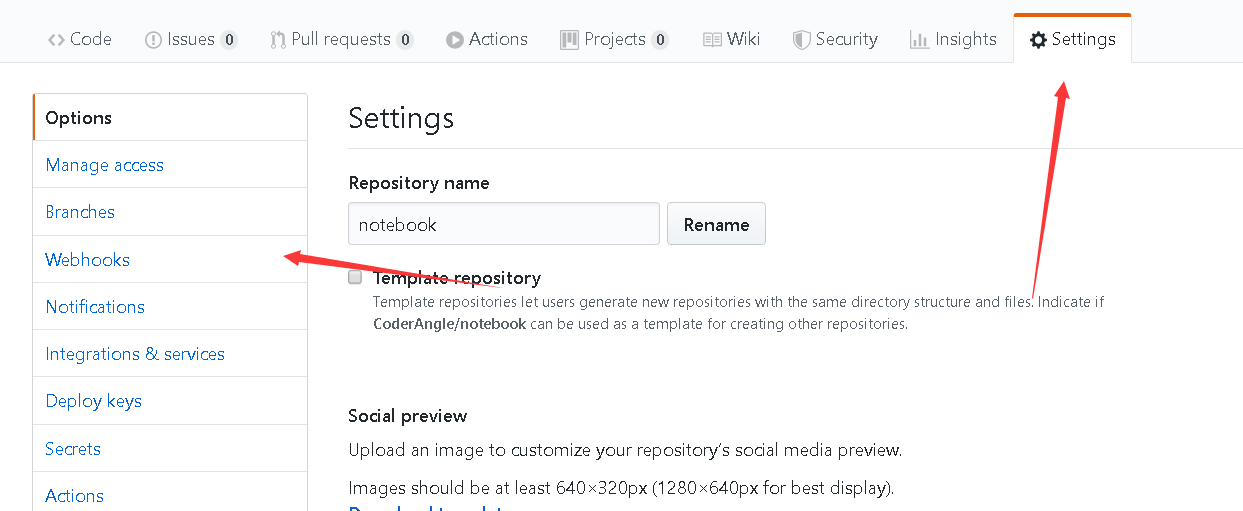 Code Issues 0 Pull requests 0 Actions Projects 0 Wiki Security Insights Settings
Options
Manage access
Branches
Webhooks
Notifications
Integrations & services
Deploy keys
Secrets
Actions
Settings
Repository name
notebook Rename
Template repository
Template repositories let users generate new repositories with the same directory structure and files. Indicate if
CoderAngle/notebook can be used as a template for creating other repositories.
Social preview
Upload an image to customize your repository's social media preview.
Images should be at least 640×320px (1280×640px for best display).